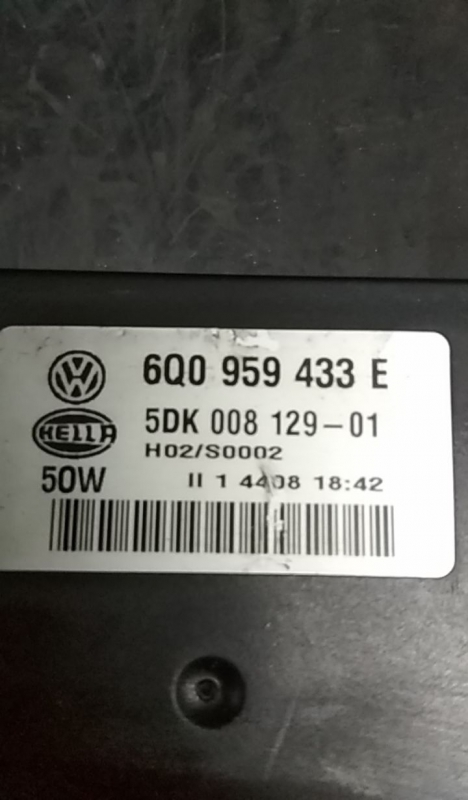 6Q0 959 433 E
HELLA
5DK 008 129-01
H02/S0002
50W
II 1 4408 18:42